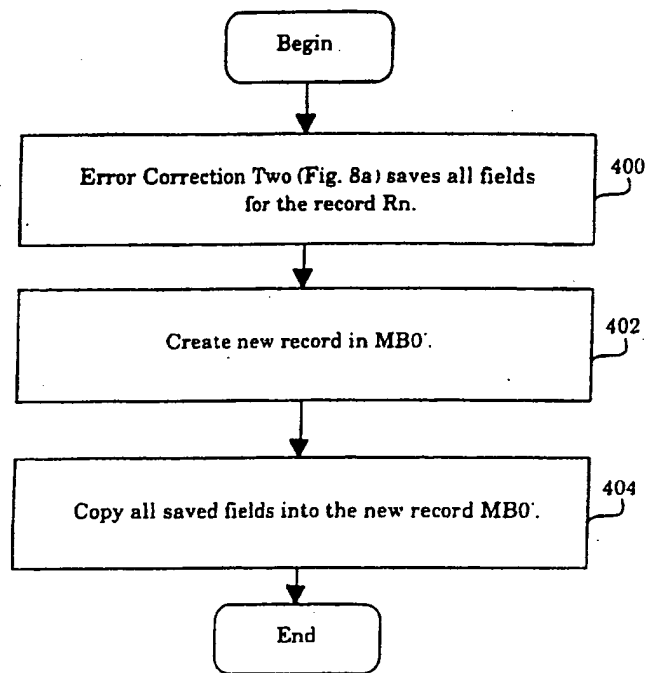 Begin
Error Correction Two (Fig. 8a) saves all fields
for the record Rn.
400
Create new record in MB0'.
402
Copy all saved fields into the new record MB0'.
404
End